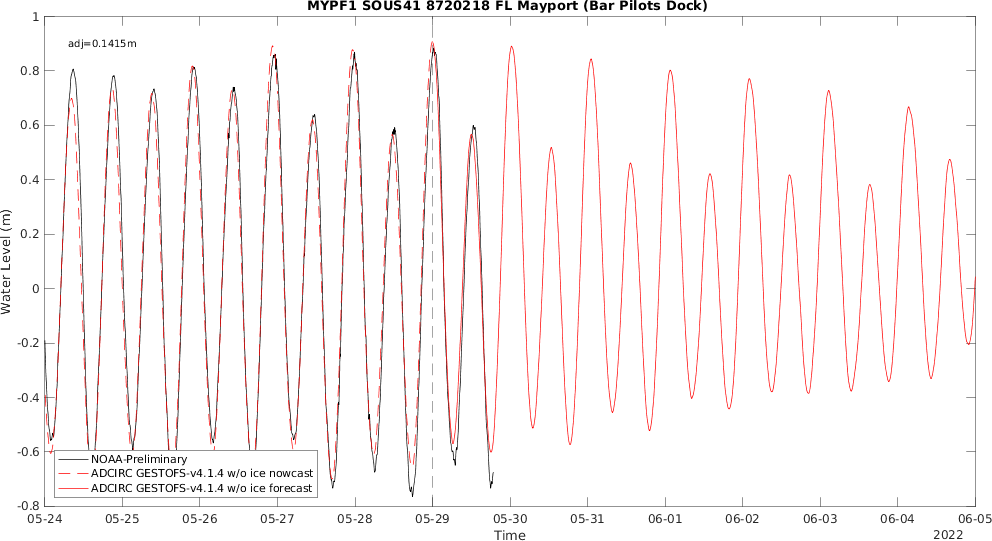 MYPF1 SOUS41 8720218 FL Mayport (Bar Pilots Dock)
adj=0.1415m
Water Level (m)
1
0.8
0.6
0.4
0.2
0
-0.2
-0.4
-0.6
-0.8
NOAA-Preliminary
ADCIRC GESTOFS-v4.1.4 w/o ice nowcast
ADCIRC GESTOFS-v4.1.4 w/o ice forecast
05-24 05-25 05-26 05-27 05-28 05-29 05-30 05-31 06-01 06-02 06-03 06-04 06-05
Time
2022